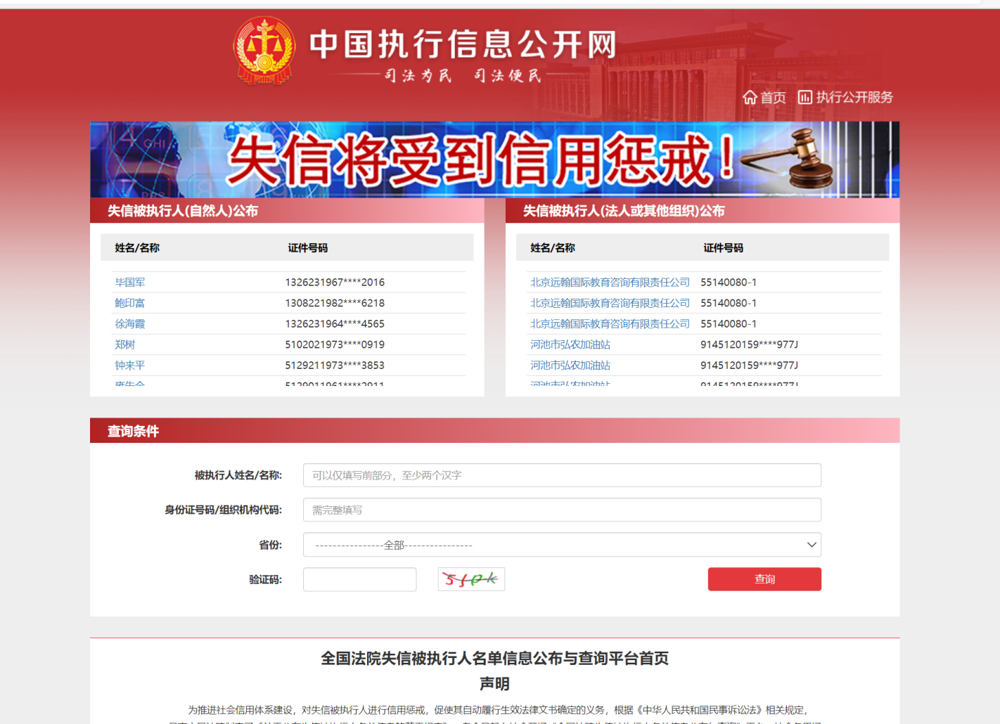 中国执行信息公开网
司法为民 司法便民
首页 执行公开服务
失信将受到信用惩戒!
失信被执行人(自然人)公布
姓名/名称 证件号码
毕国军 1326231967****2016
鲍印富 1308221982****6218
徐海霞 1326231964****4565
郑树 5102021973****0919
钟来平 5129211973****3853
5129011961****2911
失信被执行人(法人或其他组织)公布
姓名/名称 证件号码
北京远翰国际教育咨询有限责任公司 55140080-1
北京远翰国际教育咨询有限责任公司 55140080-1
北京远翰国际教育咨询有限责任公司 55140080-1
河池市弘农加油站 9145120159****977J
河池市弘农加油站 9145120159****977J
河池市弘农加油站 9145120159****977J
查询条件
被执行人姓名/名称: 可以仅填写前部分，至少两个汉字
身份证号码/组织机构代码: 需完整填写
省份: ----------------全部----------------
验证码: 查询
全国法院失信被执行人名单信息公布与查询平台首页
声明
为推进社会信用体系建设，对失信被执行人进行信用惩戒，促使其自动履行生效法律文书确定的义务，根据《中华人民共和国民事诉讼法》相关规定，